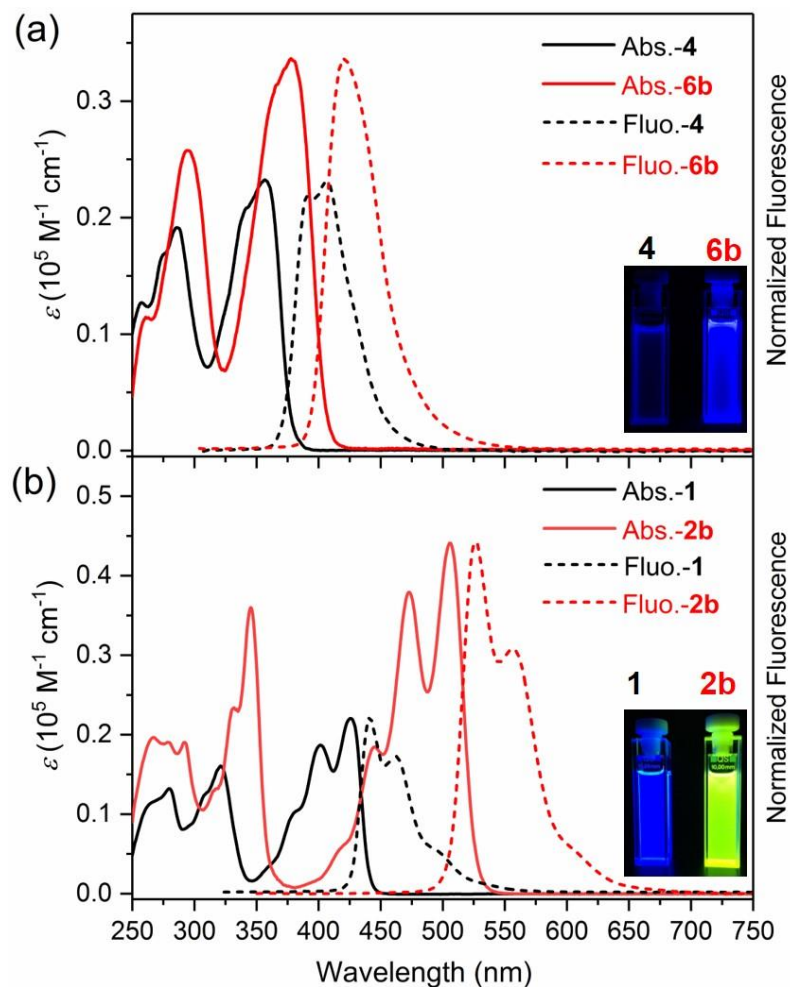 (a)
Abs.-4
Abs.-6b
Fluo.-4
Fluo.-6b
0.3
0.2
0.1
0.0
ε (10⁵ M⁻¹ cm⁻¹)
Normalized Fluorescence
4 6b
(b)
Abs.-1
Abs.-2b
Fluo.-1
Fluo.-2b
0.5
0.4
0.3
0.2
0.1
0.0
ε (10⁵ M⁻¹ cm⁻¹)
Normalized Fluorescence
1 2b
250 300 350 400 450 500 550 600 650 700 750
Wavelength (nm)